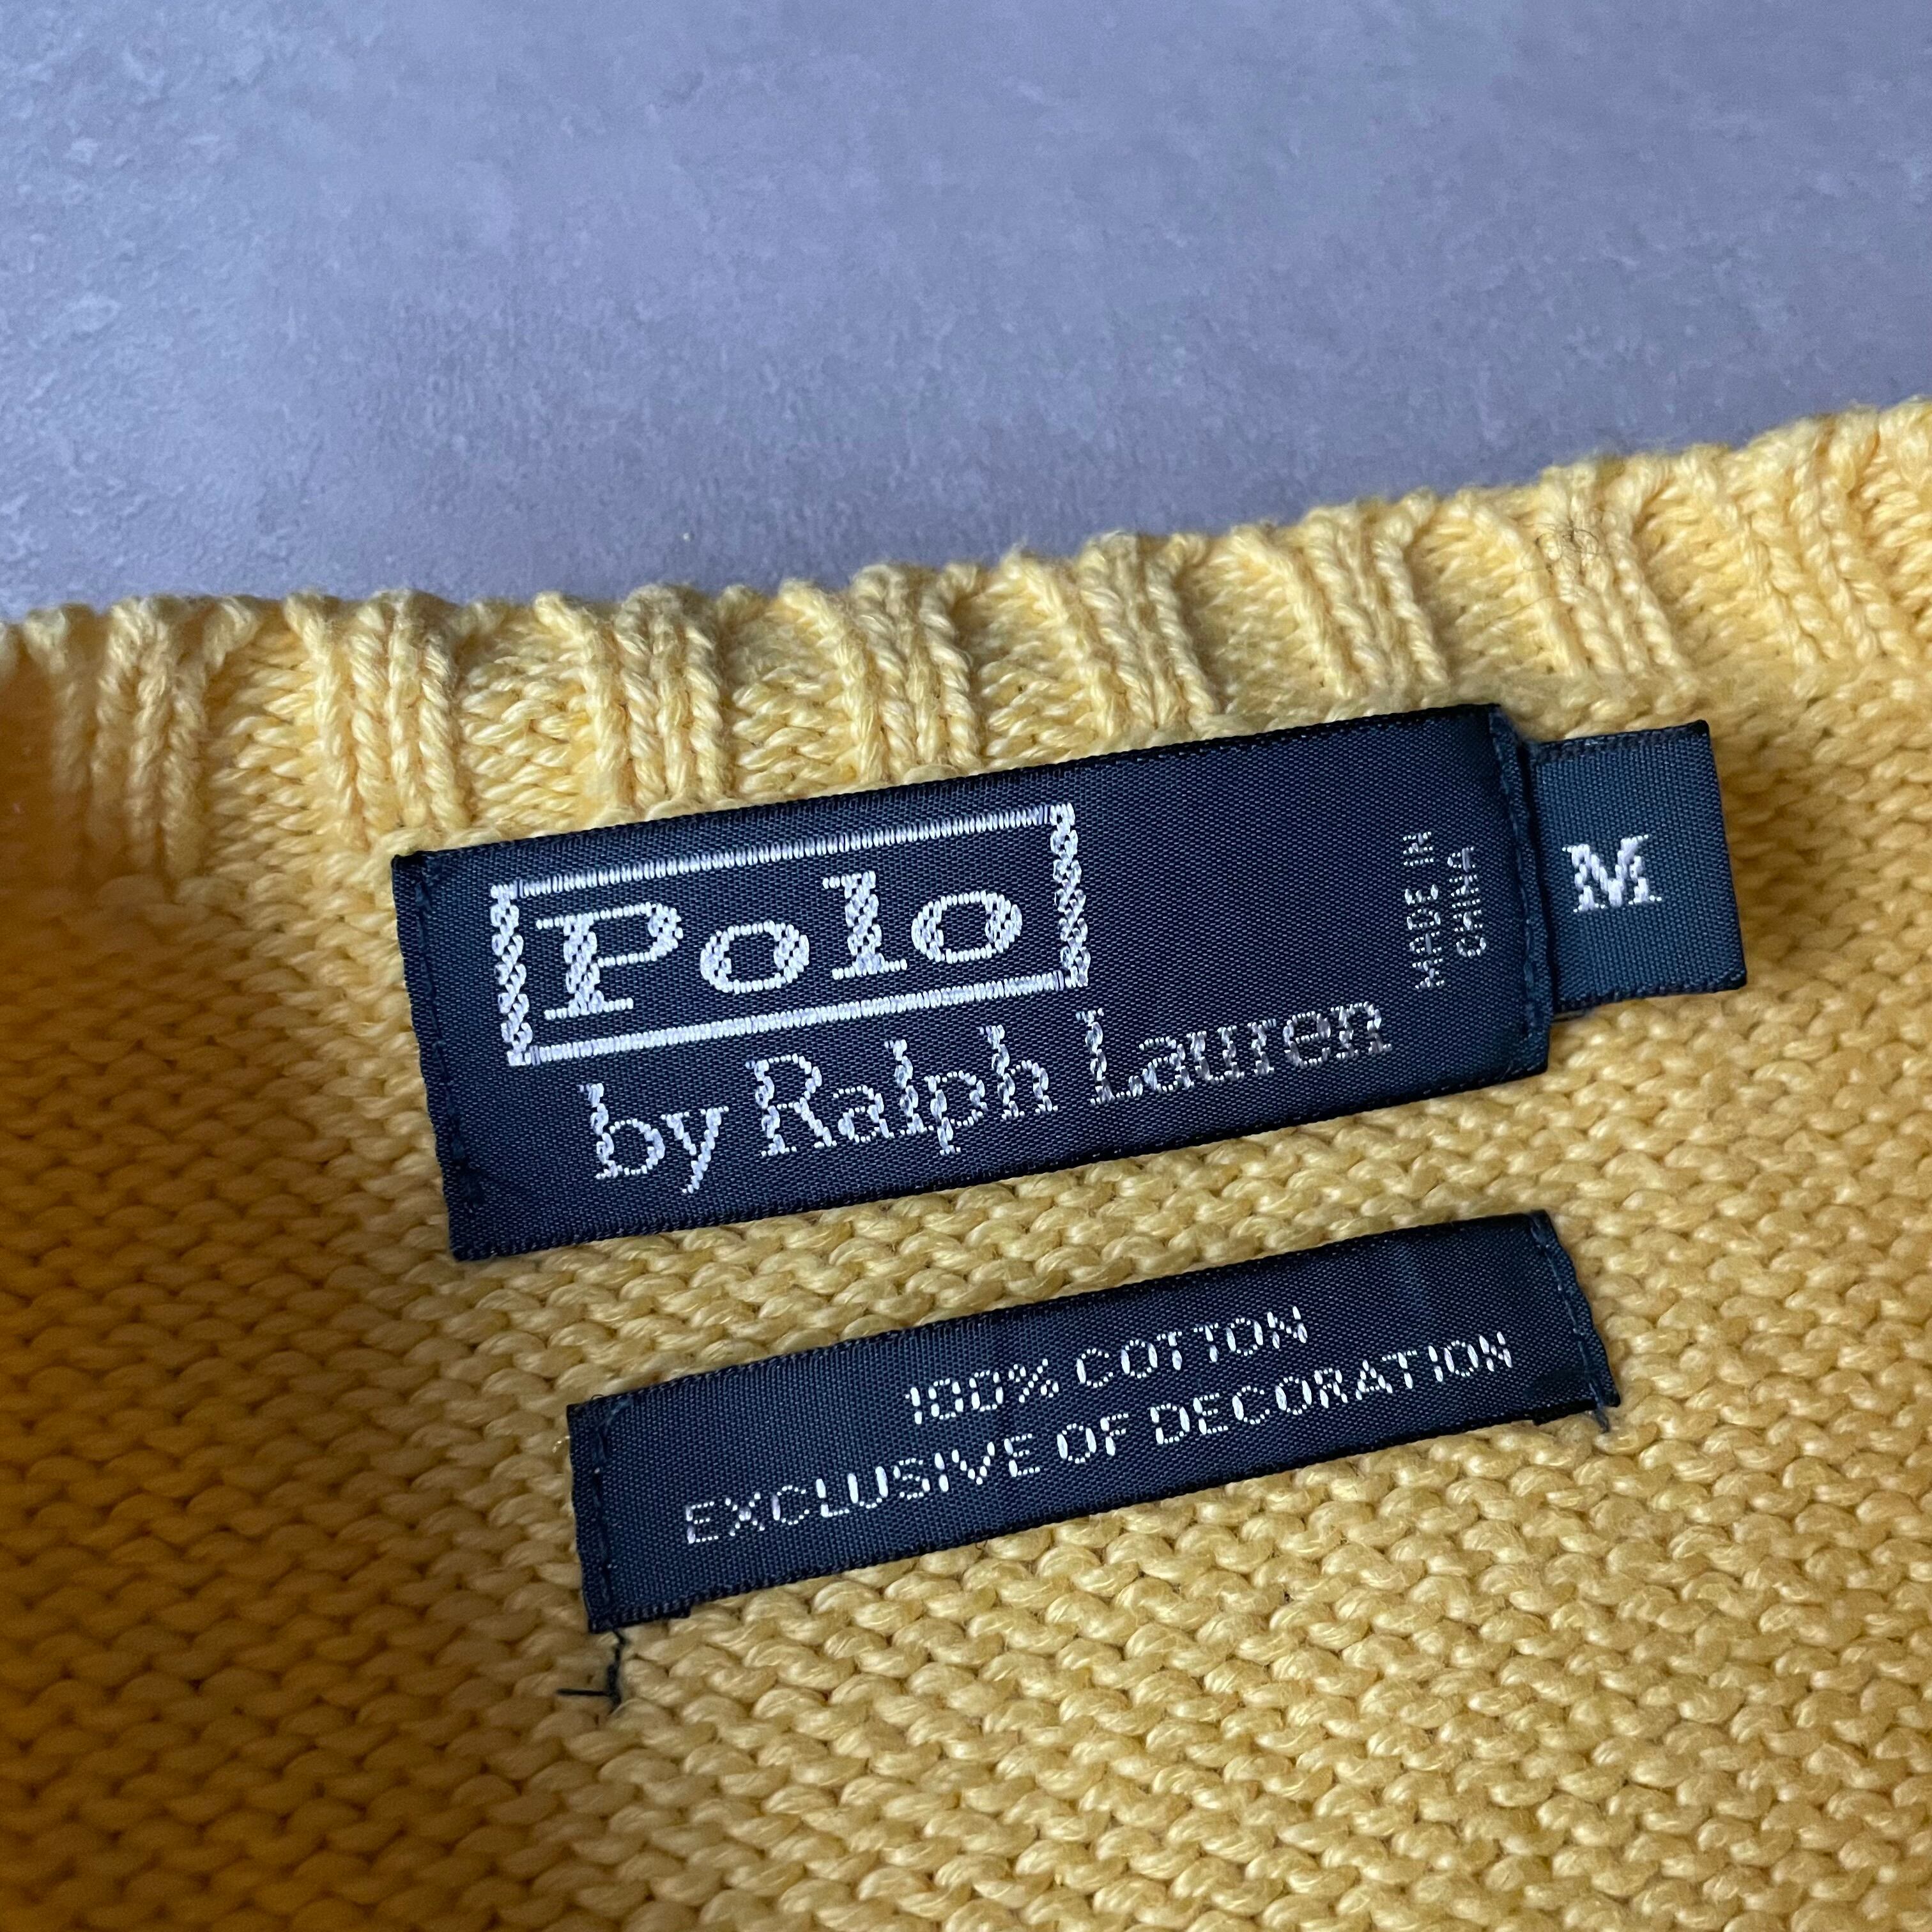 Polo
by Ralph Lauren
MADE IN
CHINA
M
100% COTTON
EXCLUSIVE OF DECORATION